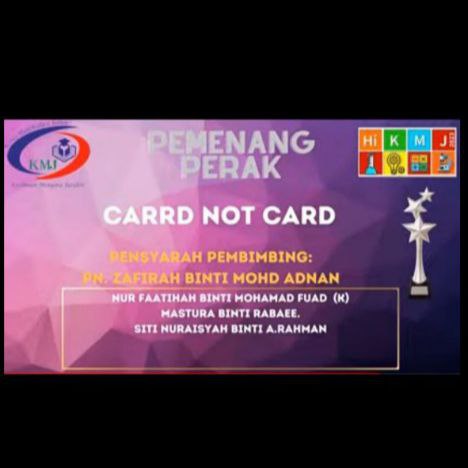 KMJ
PEMENANG
PERAK
Hi K M J
CARRD NOT CARD
PENSYARAH PEMBIMBING:
PN. ZAFIRAH BINTI MOHD ADNAN
NUR FAATIHAH BINTI MOHAMAD FUAD (K)
MASTURA BINTI RABAEE.
SITI NURAISYAH BINTI A.RAHMAN